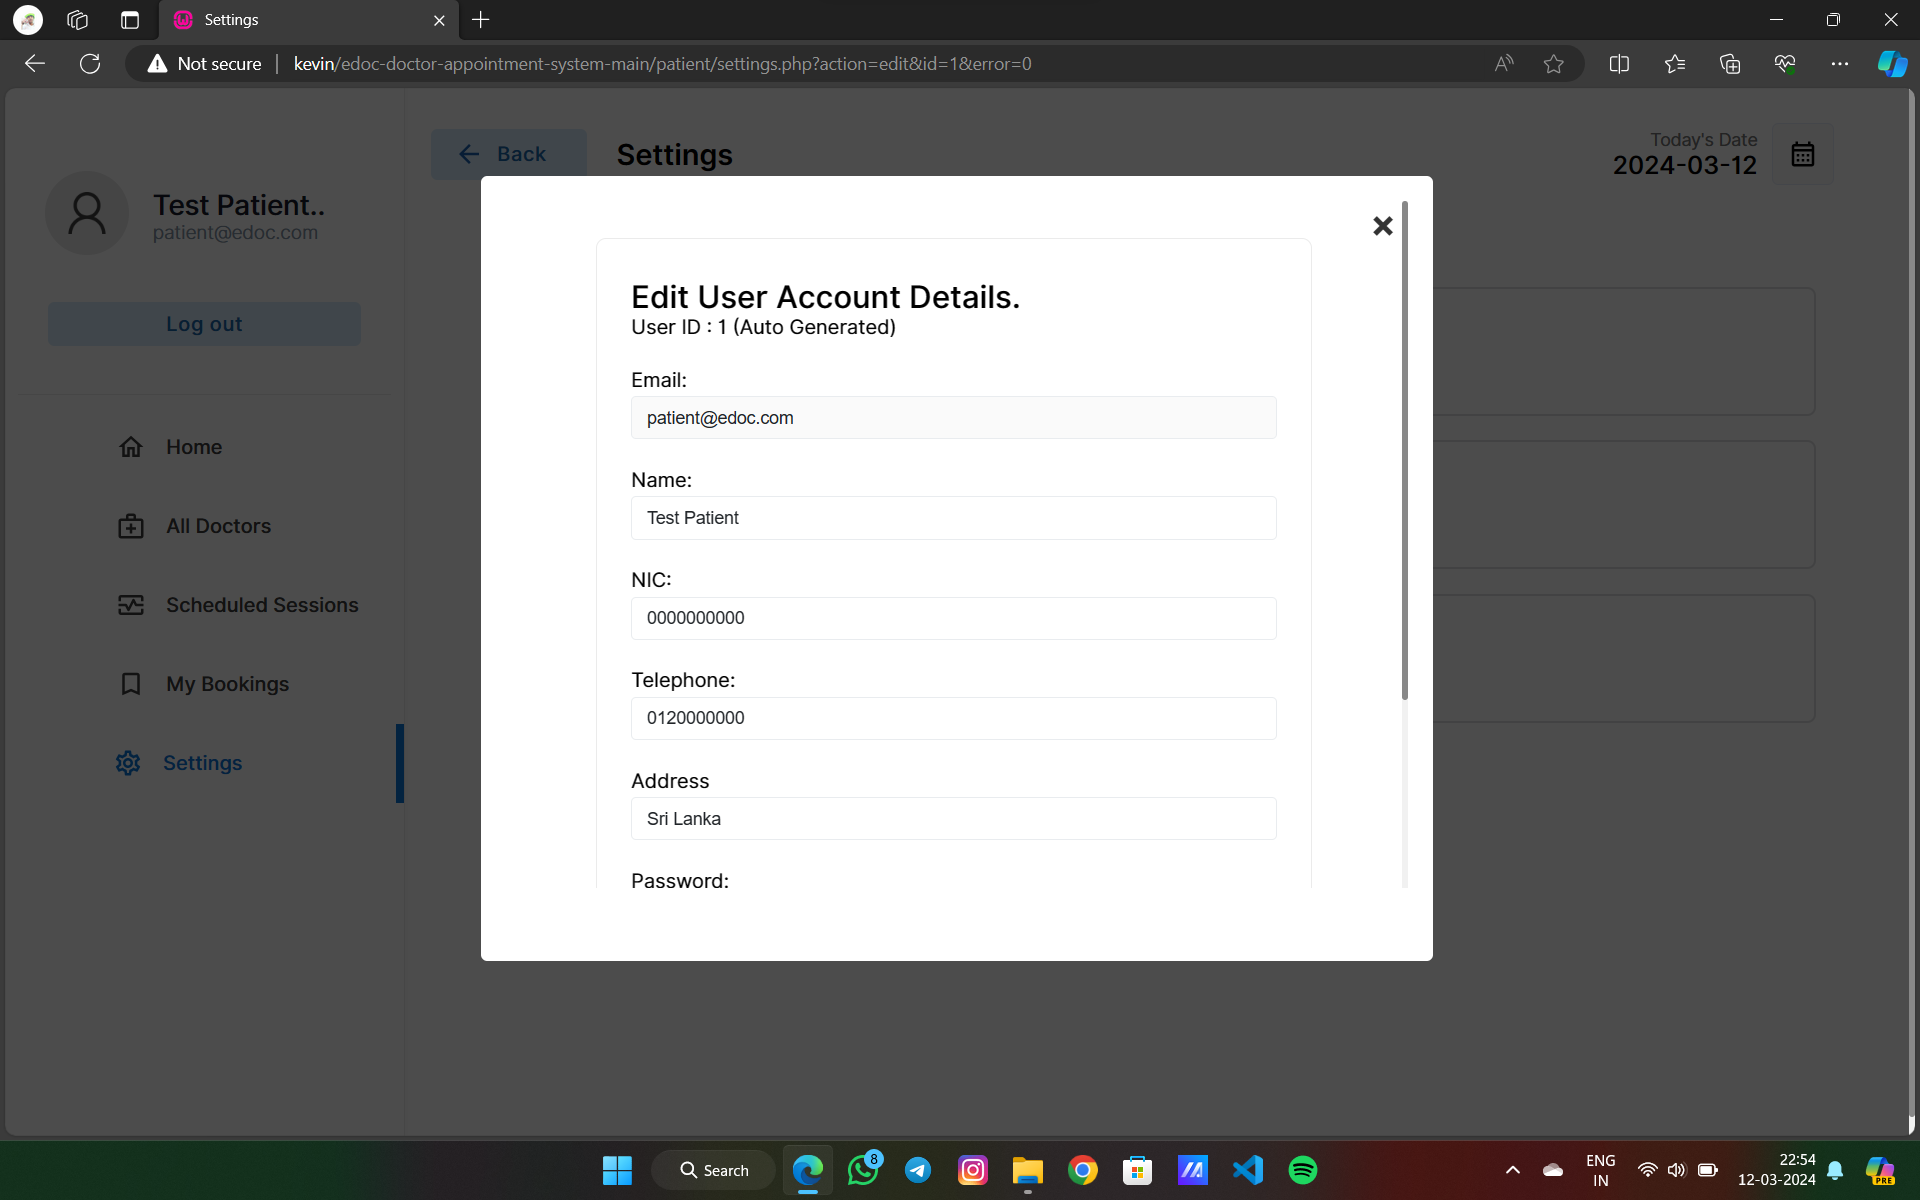 Settings
Not secure
kevin/edoc-doctor-appointment-system-main/patient/settings.php?action=edit&id=1&error=0
Test Patient..
patient@edoc.com
Log out
Home
All Doctors
Scheduled Sessions
My Bookings
Settings
Back
Settings
Today's Date
2024-03-12
Edit User Account Details.
User ID : 1 (Auto Generated)
Email:
patient@edoc.com
Name:
Test Patient
NIC:
0000000000
Telephone:
0120000000
Address
Sri Lanka
Password:
Search
8
ENG
IN
22:54
12-03-2024
PRE